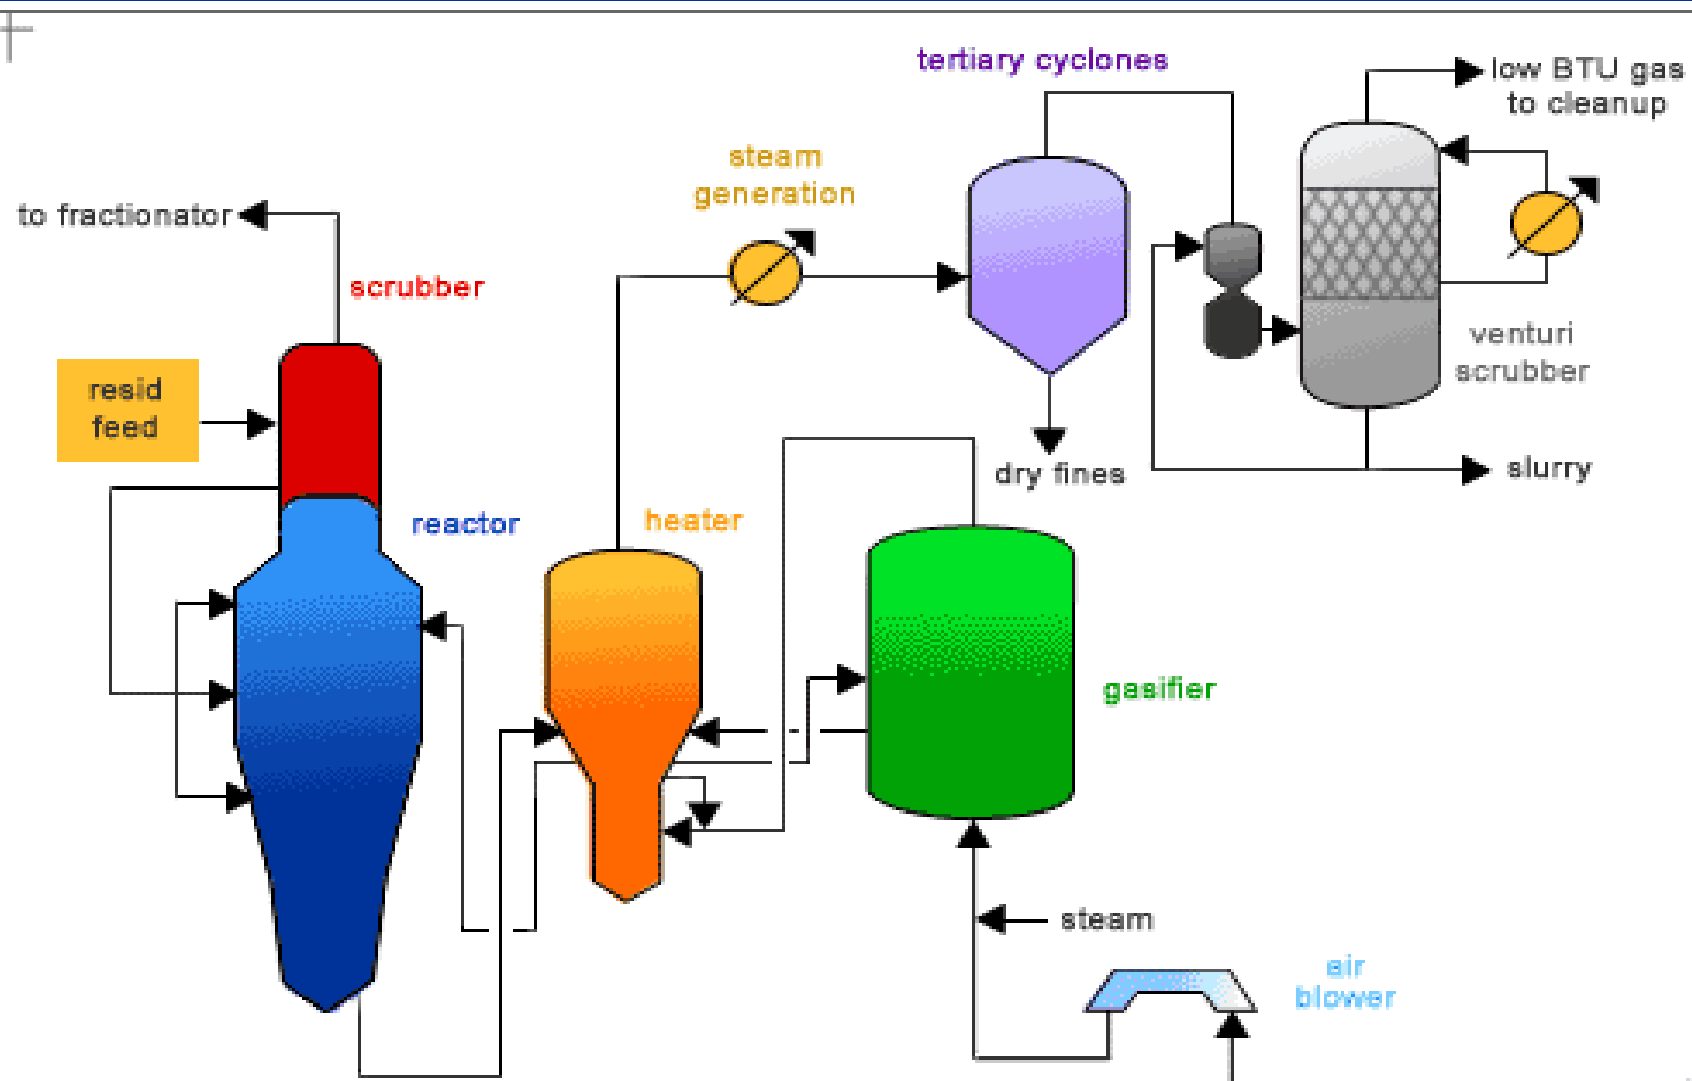 tertiary cyclones
low BTU gas
to cleanup
steam
generation
to fractionator
scrubber
resid
feed
venturi
scrubber
dry fines
slurry
reactor
heater
gasifier
steam
air
blower